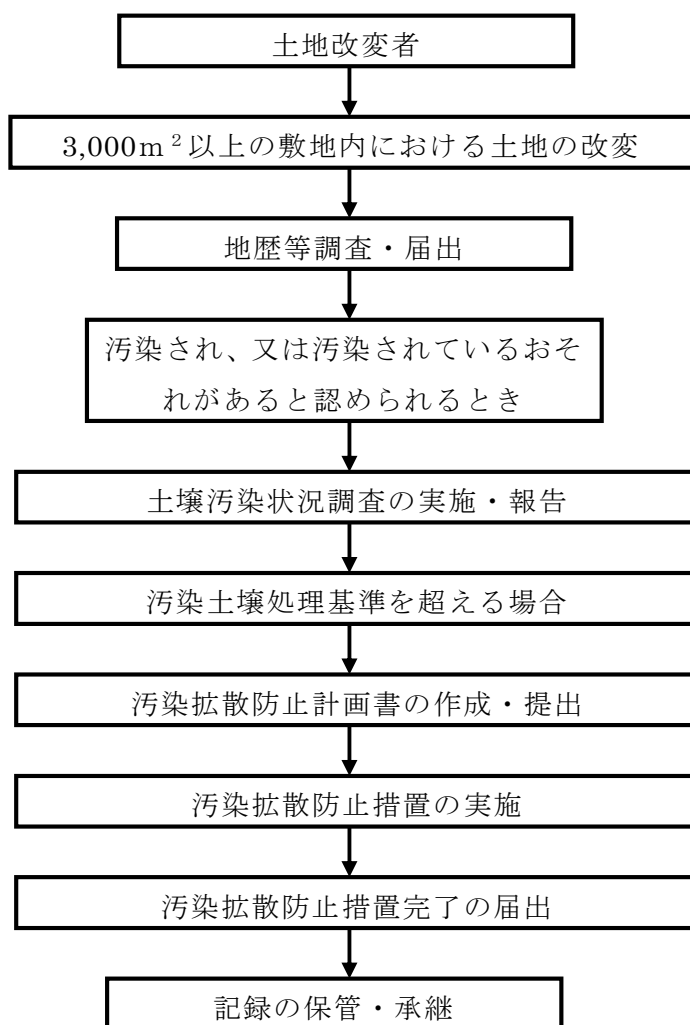 土地改変者
3,000ｍ²以上の敷地内における土地の改変
地歴等調査・届出
汚染され、又は汚染されているおそ
れがあると認められるとき
土壌汚染状況調査の実施・報告
汚染土壌処理基準を超える場合
汚染拡散防止計画書の作成・提出
汚染拡散防止措置の実施
汚染拡散防止措置完了の届出
記録の保管・承継